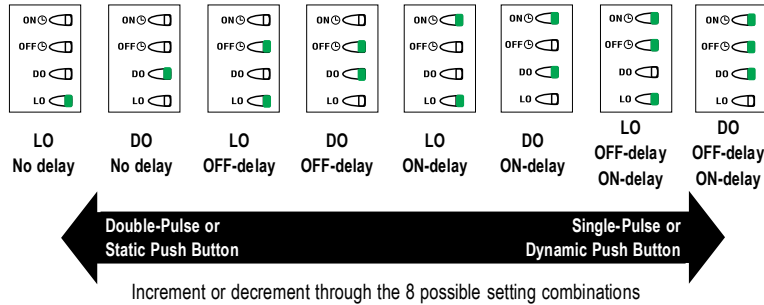 ON ON ON ON ON ON ON ON
OFF OFF OFF OFF OFF OFF OFF OFF
DO DO DO DO DO DO DO DO
LO LO LO LO LO LO LO LO
LO DO LO DO LO DO LO DO
No delay No delay OFF-delay OFF-delay ON-delay ON-delay OFF-delay OFF-delay
ON-delay ON-delay
Double-Pulse or Single-Pulse or
Static Push Button Dynamic Push Button
Increment or decrement through the 8 possible setting combinations